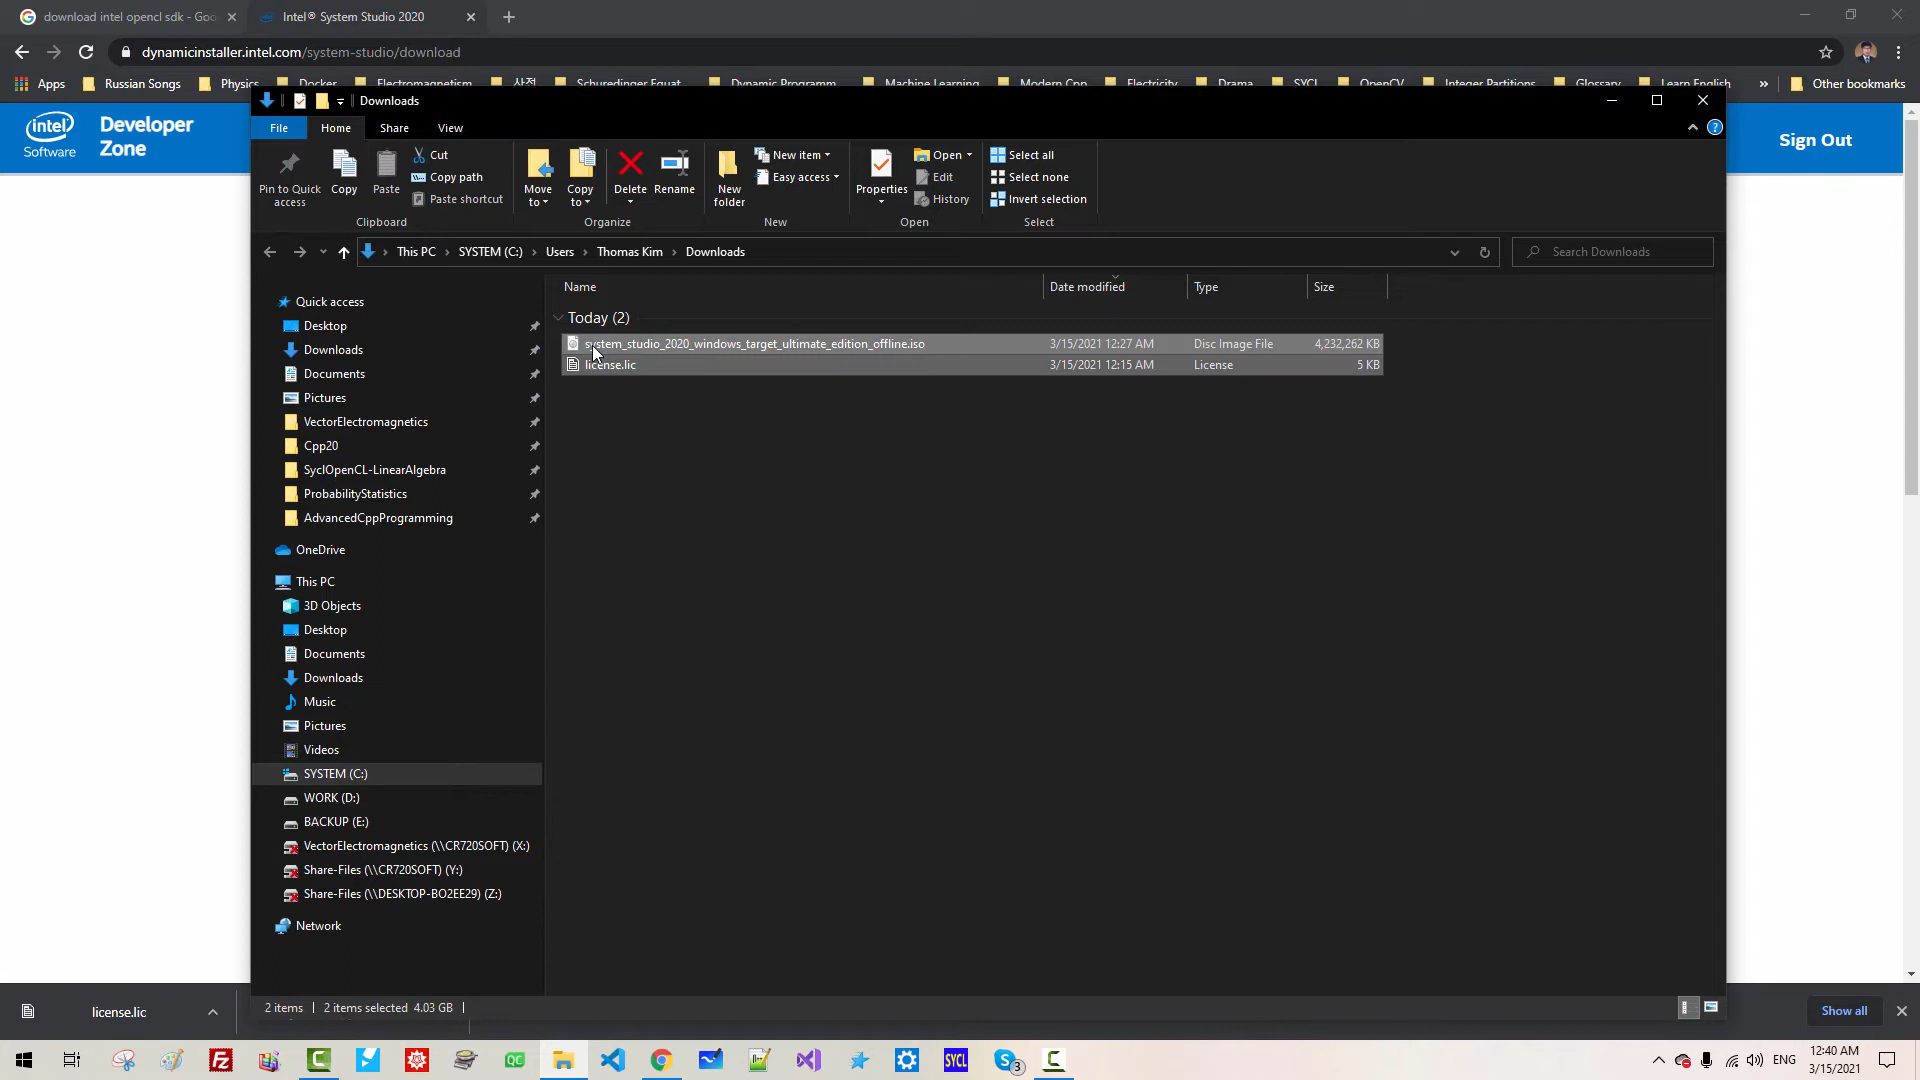 download intel opencl sdk - Goo
Intel® System Studio 2020
dynamicinstaller.intel.com/system-studio/download
Apps
Russian Songs
Physics
Docker
Electromagnetism
사전
Schuredinger Equat
Dynamic Programm
Machine Learning
Modern Cpp
Electricity
Drama
SYCL
OpenCV
Integer Partitions
Glossary
Learn English
»
Other bookmarks
intel
Software
Developer
Zone
Sign Out
Downloads
File
Home
Share
View
Pin to Quick
access
Copy
Paste
Cut
Copy path
Paste shortcut
Clipboard
Move
to
Copy
to
Delete
Rename
Organize
New
folder
New item
Easy access
New
Properties
Open
Edit
History
Open
Select all
Select none
Invert selection
Select
This PC
SYSTEM (C:)
Users
Thomas Kim
Downloads
Search Downloads
Name
Date modified
Type
Size
Today (2)
system_studio_2020_windows_target_ultimate_edition_offline.iso
3/15/2021 12:27 AM
Disc Image File
4,232,262 KB
license.lic
3/15/2021 12:15 AM
License
5 KB
Quick access
Desktop
Downloads
Documents
Pictures
VectorElectromagnetics
Cpp20
SyclOpenCL-LinearAlgebra
ProbabilityStatistics
AdvancedCppProgramming
OneDrive
This PC
3D Objects
Desktop
Documents
Downloads
Music
Pictures
Videos
SYSTEM (C:)
WORK (D:)
BACKUP (E:)
VectorElectromagnetics (\\CR720SOFT) (X:)
Share-Files (\\CR720SOFT) (Y:)
Share-Files (\\DESKTOP-BO2EE29) (Z:)
Network
2 items
2 items selected 4.03 GB
license.lic
Show all
QC
SYCL
3
ENG
12:40 AM
3/15/2021